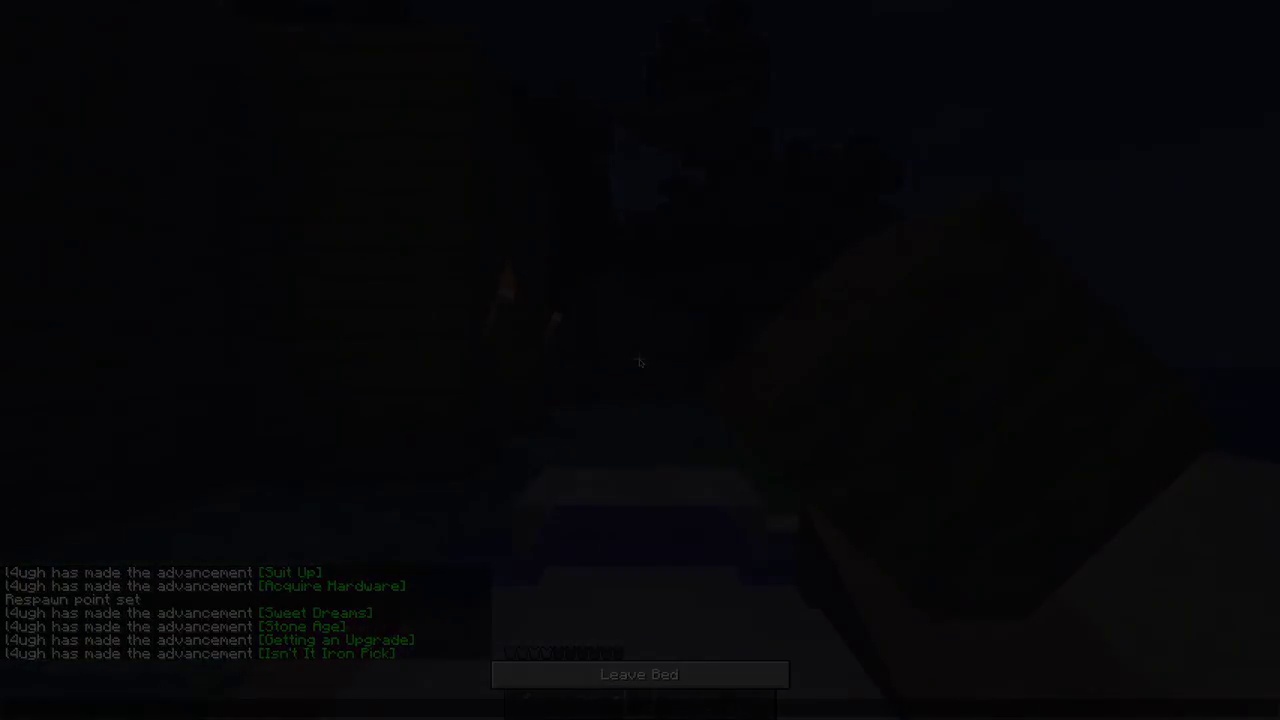 l4ugh has made the advancement [Suit Up]
l4ugh has made the advancement [Acquire Hardware]
Respawn point set
l4ugh has made the advancement [Sweet Dreams]
l4ugh has made the advancement [Stone Age]
l4ugh has made the advancement [Getting an Upgrade]
l4ugh has made the advancement [Isn't It Iron Pick]
Leave Bed